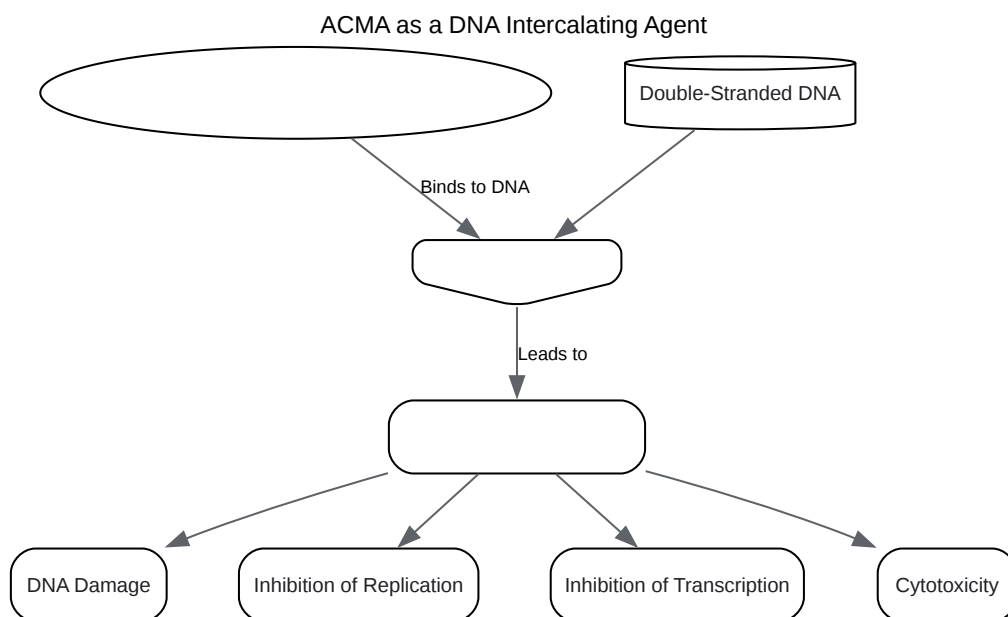 ACMA as a DNA Intercalating Agent
Double-Stranded DNA
Binds to DNA
Leads to
DNA Damage
Inhibition of Replication
Inhibition of Transcription
Cytotoxicity